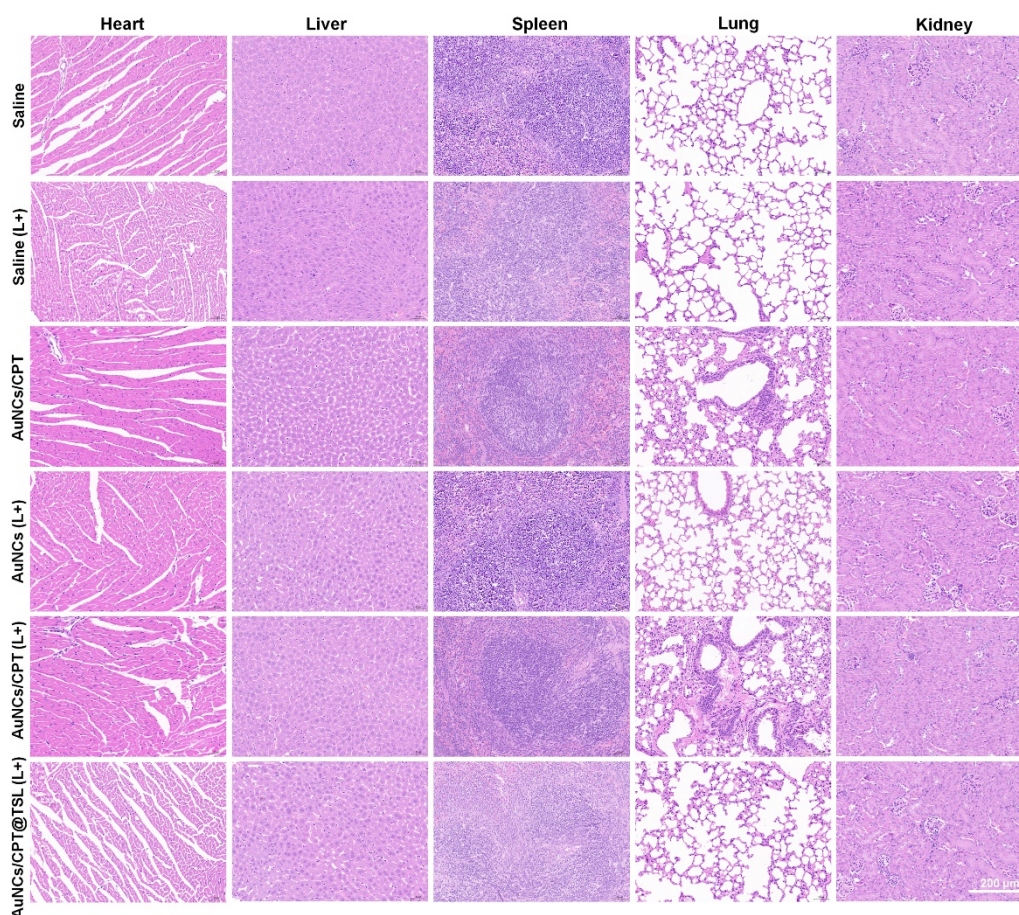 Heart Liver Spleen Lung Kidney
Saline
Saline (L+)
AuNCs/CPT
AuNCs (L+)
AuNCs/CPT (L+)
AuNCs/CPT@TSL (L+)
200 μm